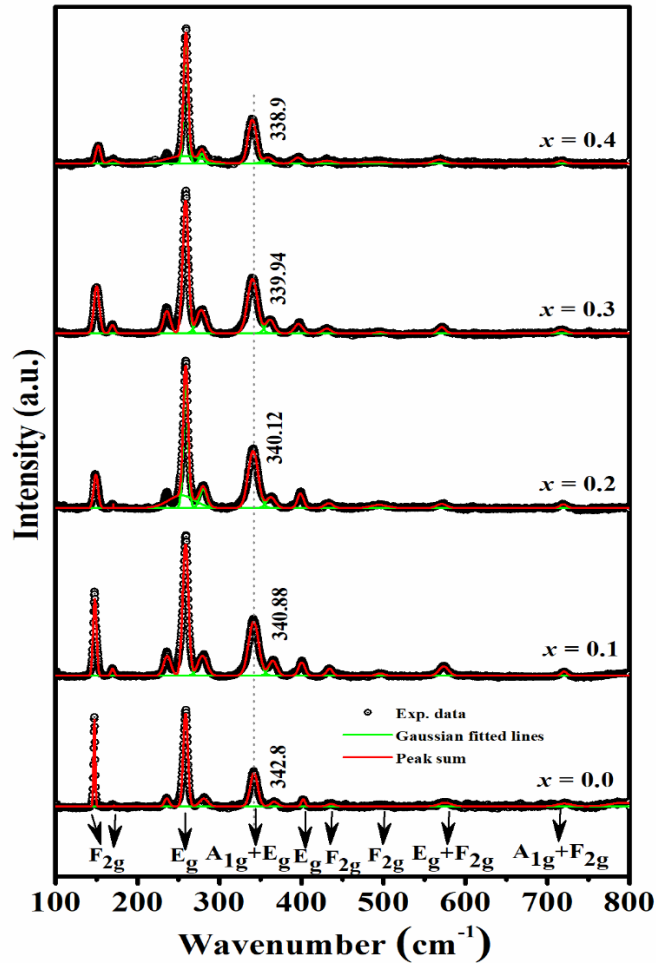 338.9
x = 0.4
339.94
x = 0.3
340.12
x = 0.2
340.88
x = 0.1
Exp. data
Gaussian fitted lines
Peak sum
342.8
x = 0.0
F2g Eg A1g+Eg Eg F2g F2g Eg+F2g A1g+F2g
100 200 300 400 500 600 700 800
Wavenumber (cm-1)
Intensity (a.u.)